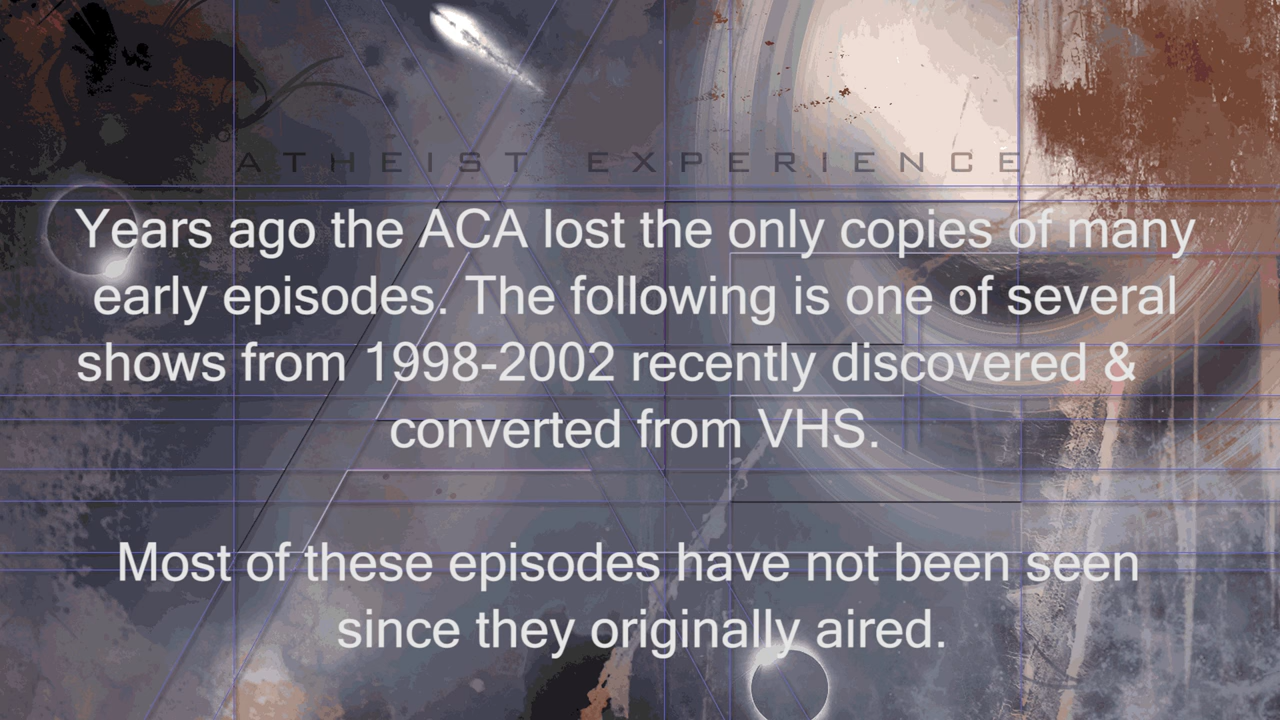 ATHEIST EXPERIENCE
Years ago the ACA lost the only copies of many
early episodes. The following is one of several
shows from 1998-2002 recently discovered &
converted from VHS.
Most of these episodes have not been seen
since they originally aired.